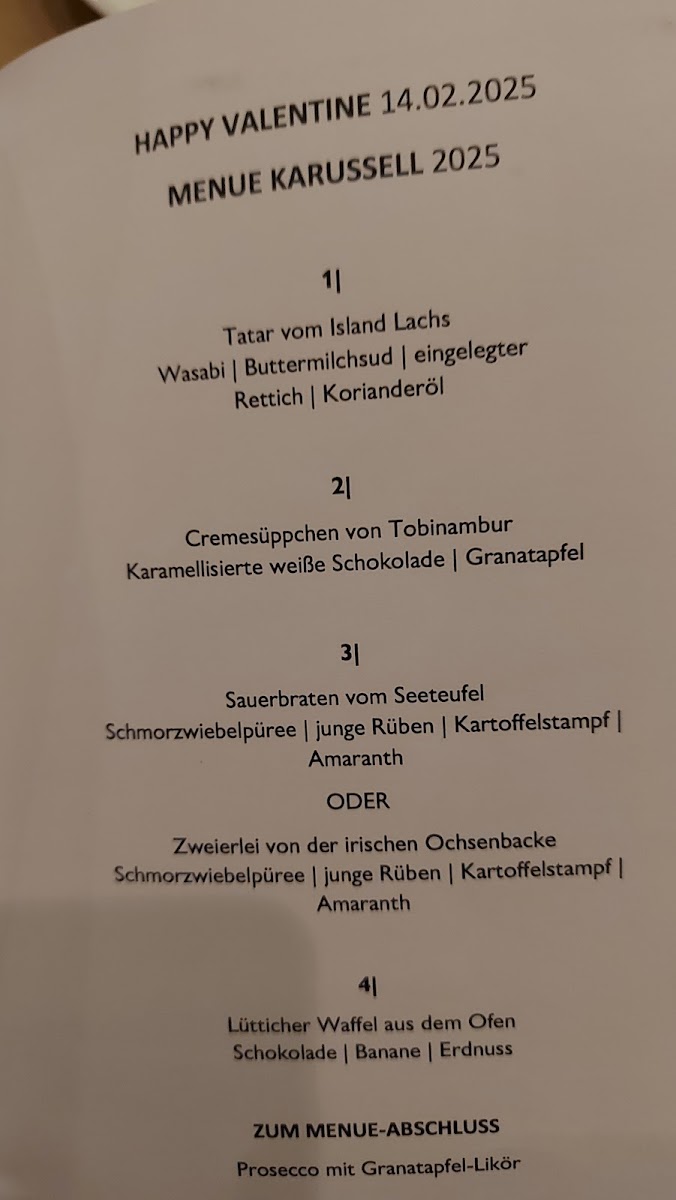 HAPPY VALENTINE 14.02.2025
MENUE KARUSSELL 2025
1|
Tatar vom Island Lachs
Wasabi | Buttermilchsud | eingelegter
Rettich | Korianderöl
2|
Cremesüppchen von Tobinambur
Karamellisierte weiße Schokolade | Granatapfel
3|
Sauerbraten vom Seeteufel
Schmorzwiebelpüree | junge Rüben | Kartoffelstampf |
Amaranth
ODER
Zweierlei von der irischen Ochsenbacke
Schmorzwiebelpüree | junge Rüben | Kartoffelstampf |
Amaranth
4|
Lütticher Waffel aus dem Ofen
Schokolade | Banane | Erdnuss
ZUM MENUE-ABSCHLUSS
Prosecco mit Granatapfel-Likör